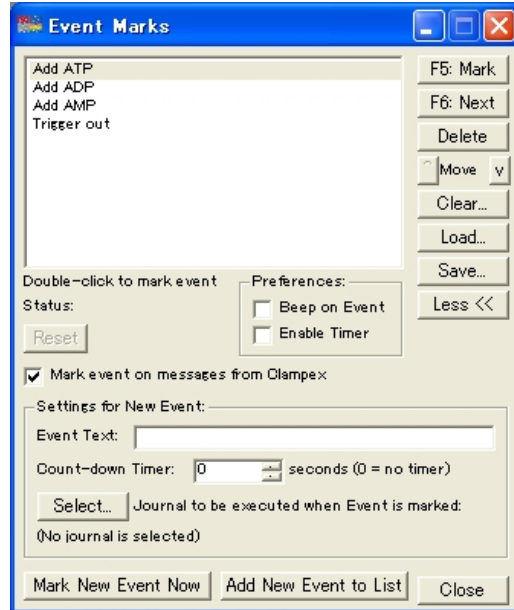 Event Marks
Add ATP
Add ADP
Add AMP
Trigger out
F5: Mark
F6: Next
Delete
^ Move v
Clear...
Load...
Save...
Less <<
Double-click to mark event
Status:
Reset
Preferences:
Beep on Event
Enable Timer
Mark event on messages from Clampex
Settings for New Event:
Event Text:
Count-down Timer: 0 seconds (0 = no timer)
Select... Journal to be executed when Event is marked:
(No journal is selected)
Mark New Event Now Add New Event to List Close